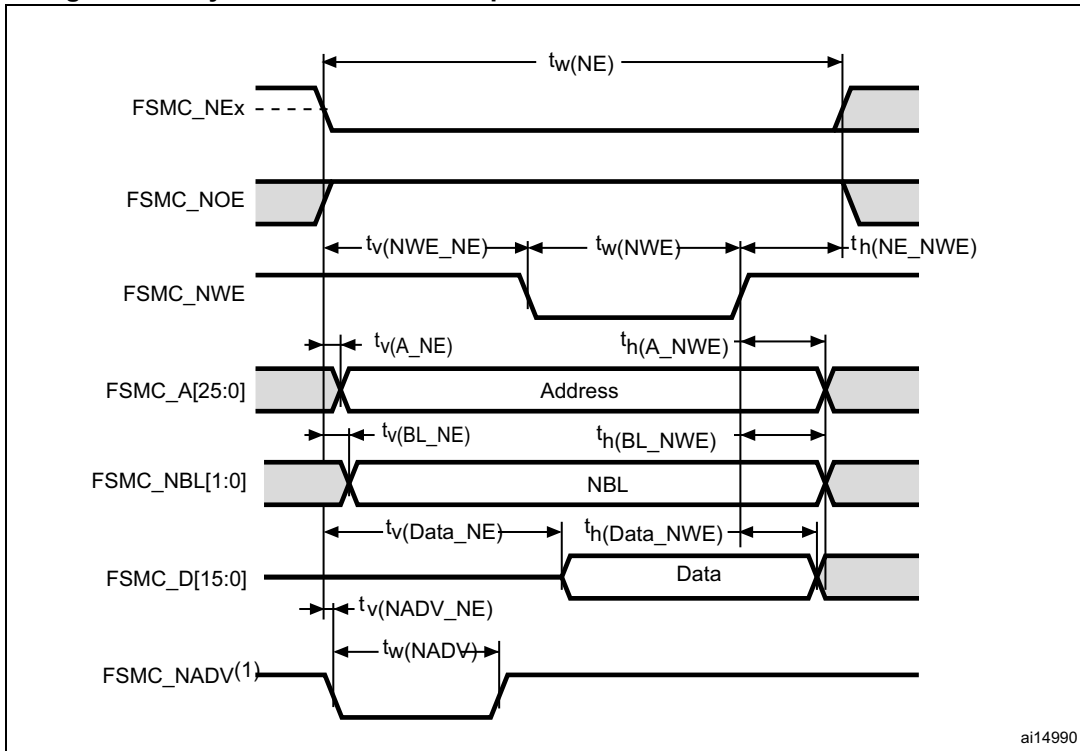 tw(NE)
FSMC_NEx
FSMC_NOE
tv(NWE_NE) tw(NWE) th(NE_NWE)
FSMC_NWE
tv(A_NE) th(A_NWE)
FSMC_A[25:0] Address
tv(BL_NE) th(BL_NWE)
FSMC_NBL[1:0] NBL
tv(Data_NE) th(Data_NWE)
FSMC_D[15:0] Data
tv(NADV_NE)
tw(NADV)
FSMC_NADV(1)
ai14990